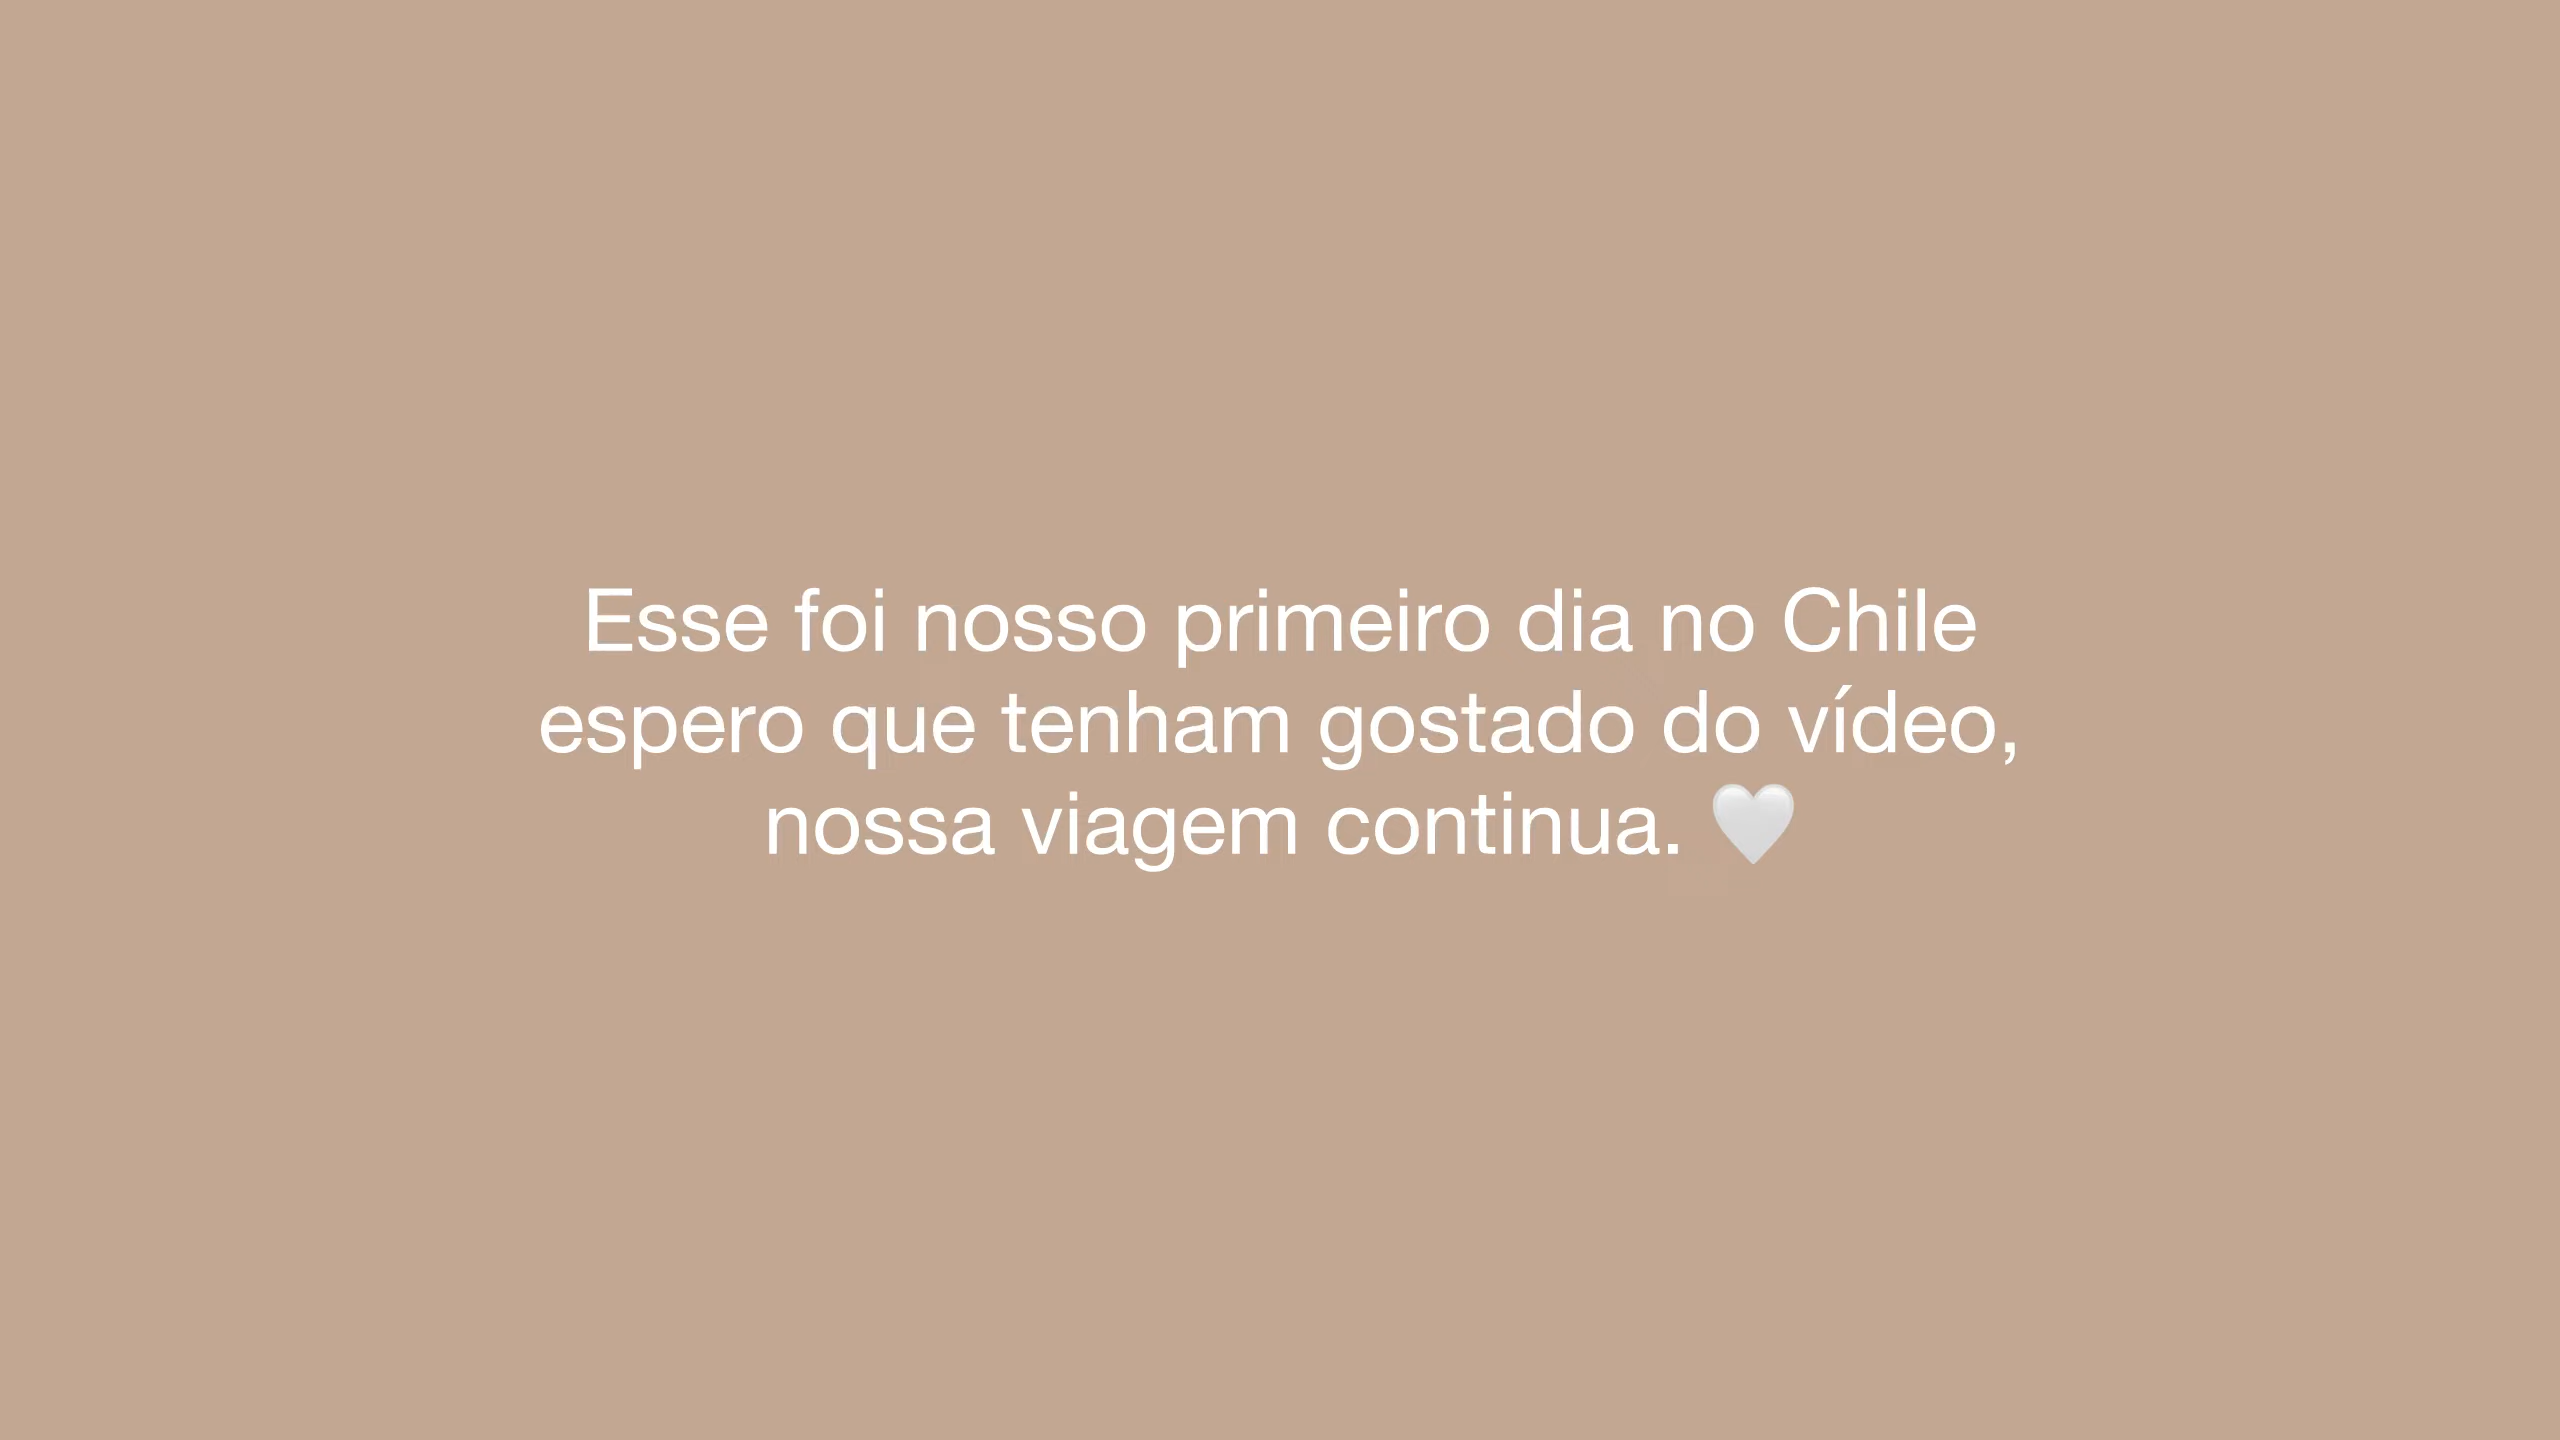 Esse foi nosso primeiro dia no Chile
espero que tenham gostado do vídeo,
nossa viagem continua. 🤍